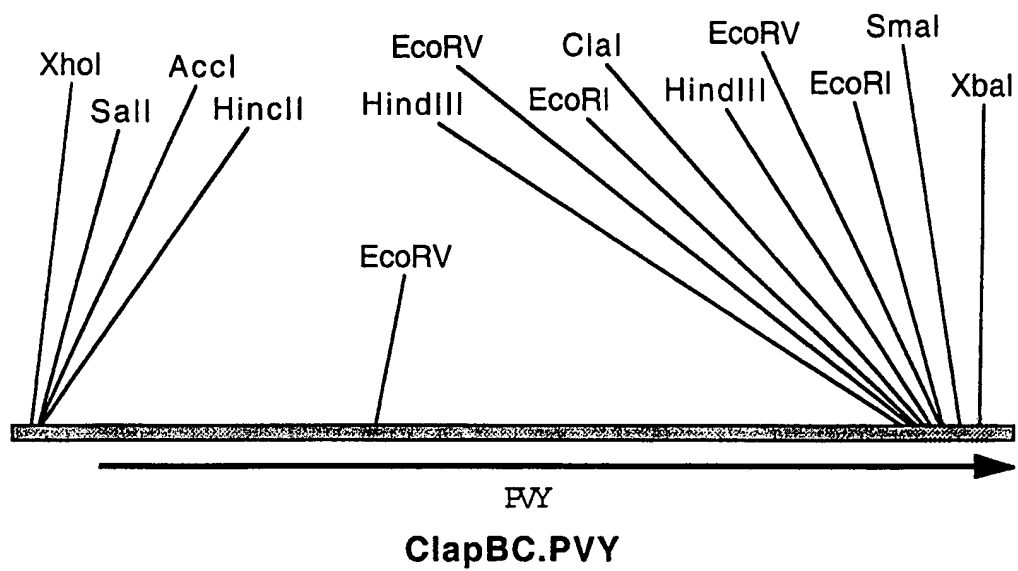 XhoI
SalI
AccI
HincII
EcoRV
HindIII
EcoRI
ClaI
HindIII
EcoRV
EcoRI
SmaI
XbaI
EcoRV
PVY
ClapBC.PVY